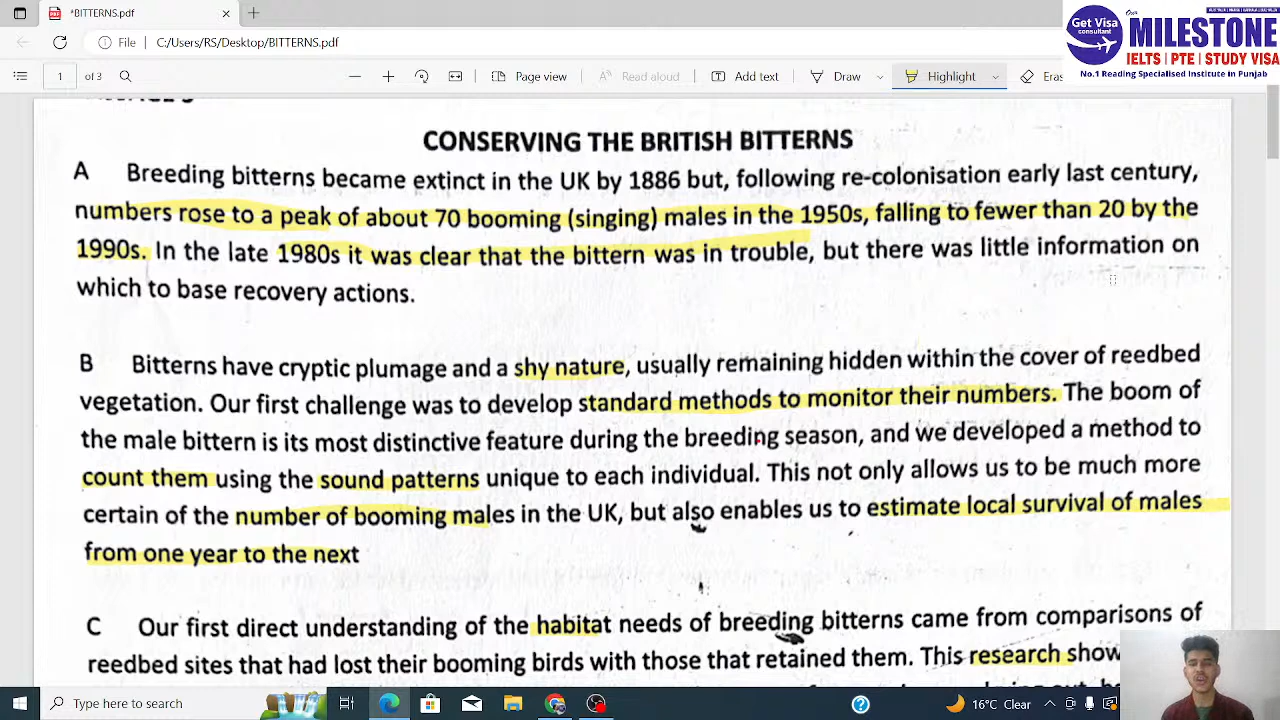 *BITTERNS.pdf
File
C:/Users/RES/Desktop/BITTERNS.pdf
1 of 3
Page view
Read aloud
Add text
Draw
Highlight
Get Visa
consultant
MILESTONE
IELTS | PTE | STUDY VISA
No.1 Reading Specialised Institute in Punjab
CONSERVING THE BRITISH BITTERNS
A Breeding bitterns became extinct in the UK by 1886 but, following re-colonisation early last century,
numbers rose to a peak of about 70 booming (singing) males in the 1950s, falling to fewer than 20 by the
1990s. In the late 1980s it was clear that the bittern was in trouble, but there was little information on
which to base recovery actions.
B Bitterns have cryptic plumage and a shy nature, usually remaining hidden within the cover of reedbed
vegetation. Our first challenge was to develop standard methods to monitor their numbers. The boom of
the male bittern is its most distinctive feature during the breeding season, and we developed a method to
count them using the sound patterns unique to each individual. This not only allows us to be much more
certain of the number of booming males in the UK, but also enables us to estimate local survival of males
from one year to the next
C Our first direct understanding of the habitat needs of breeding bitterns came from comparisons of
reedbed sites that had lost their booming birds with those that retained them. This research show
Type here to search
16°C Clear